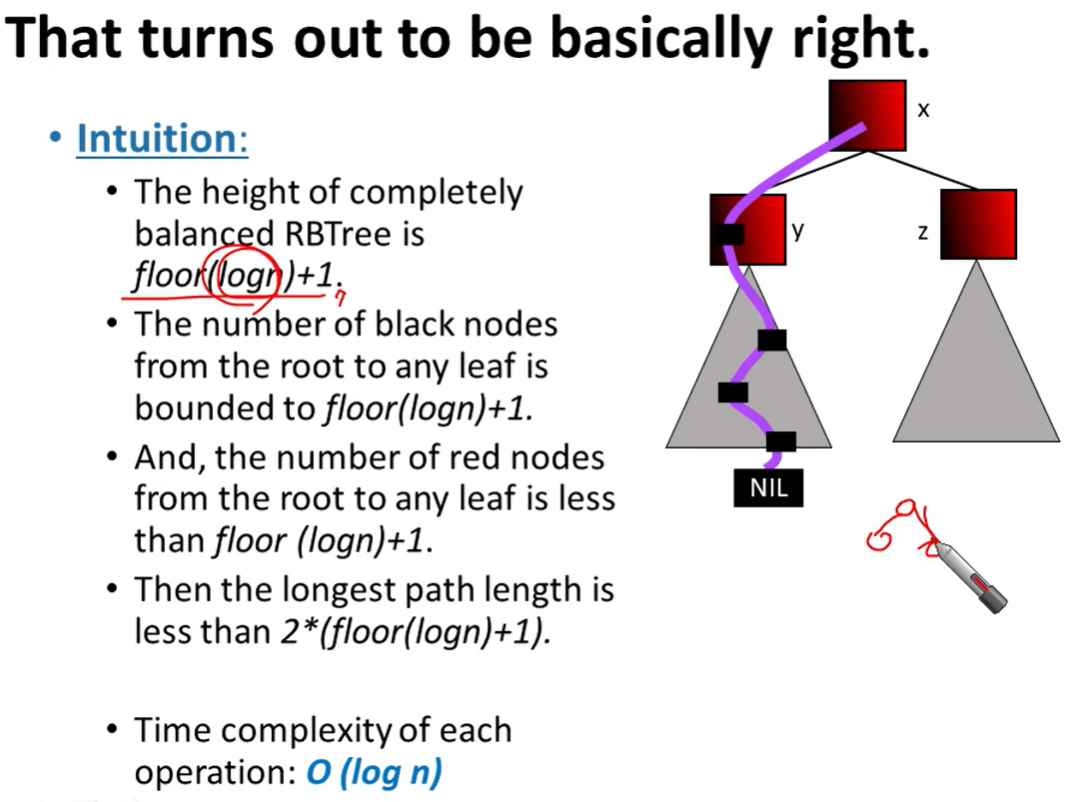 That turns out to be basically right.
• Intuition:
• The height of completely
balanced RBTree is
floor(logn)+1.
• The number of black nodes
from the root to any leaf is
bounded to floor(logn)+1.
• And, the number of red nodes
from the root to any leaf is less
than floor (logn)+1.
• Then the longest path length is
less than 2*(floor(logn)+1).
• Time complexity of each
operation: O (log n)
x
y
z
NIL